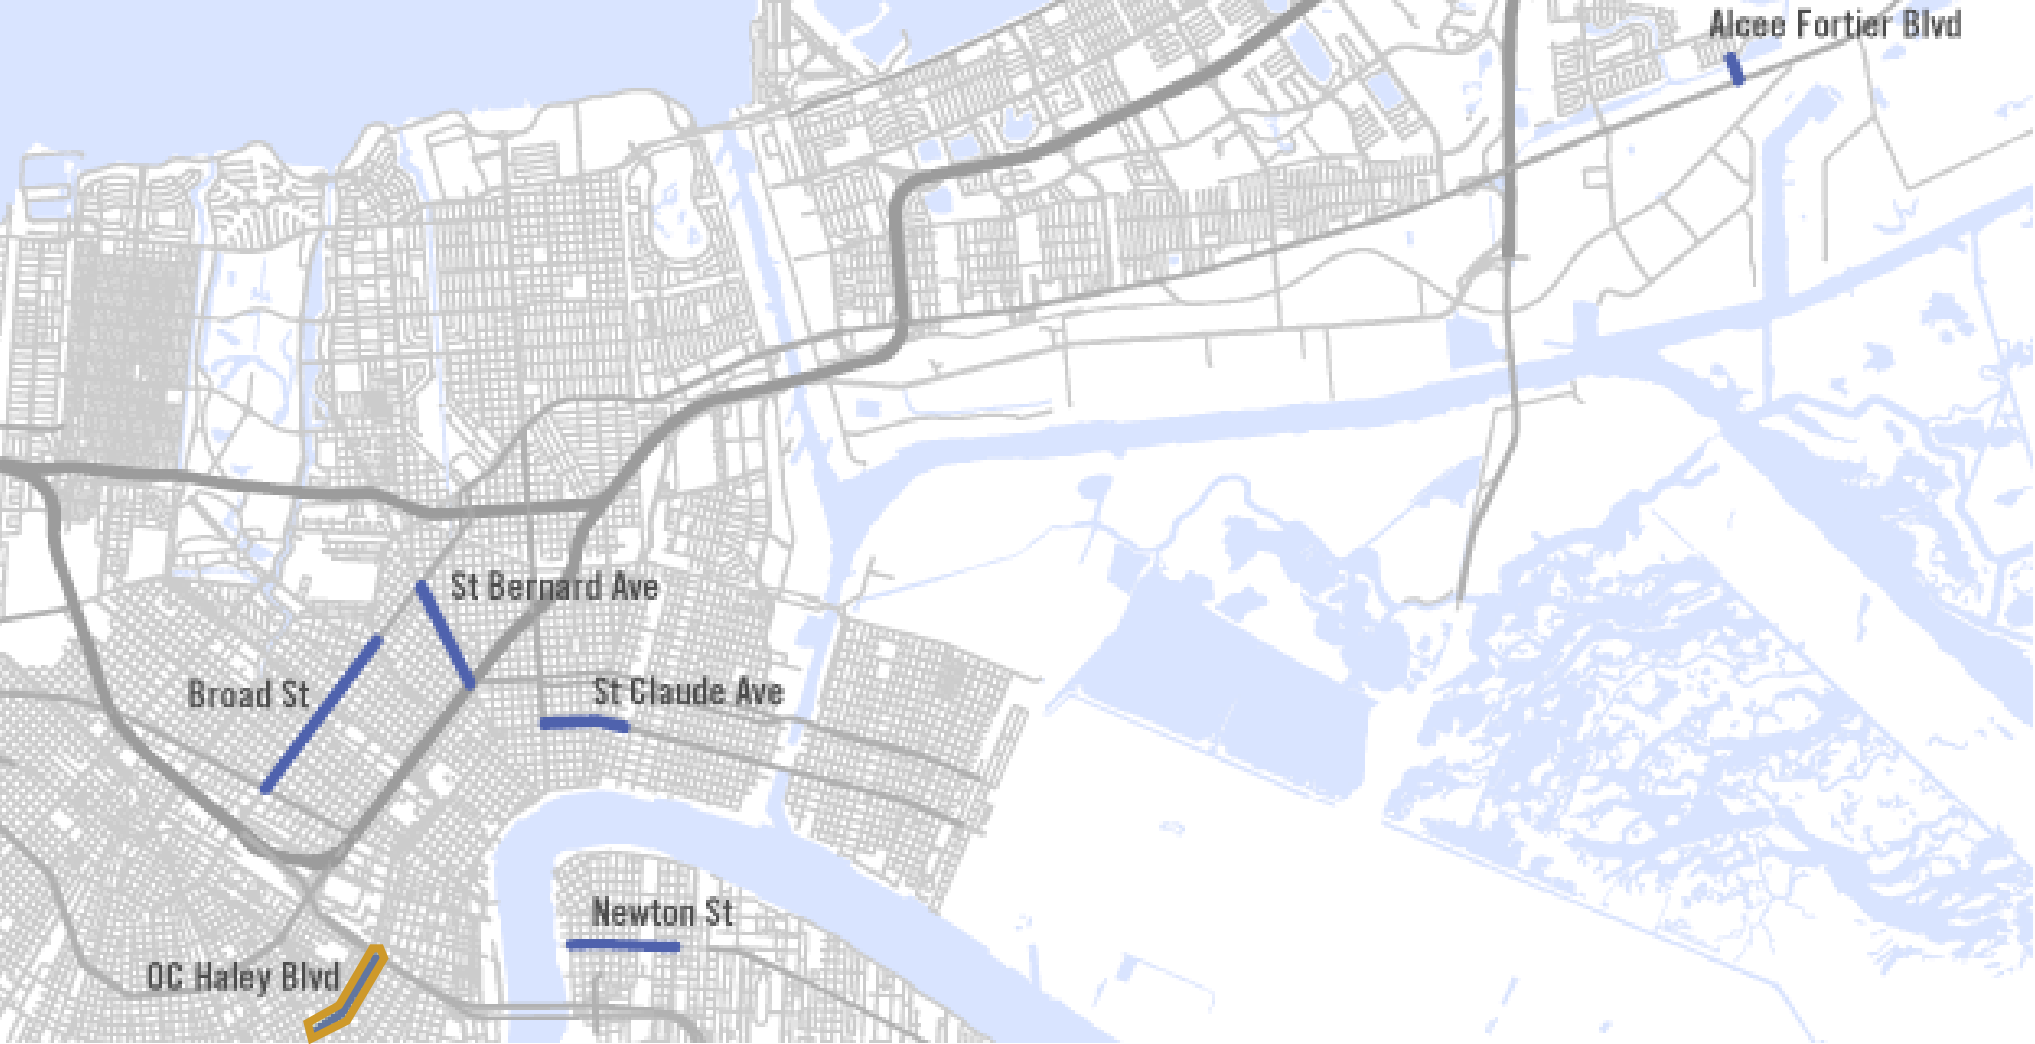 Alcee Fortier Blvd
St Bernard Ave
Broad St
St Claude Ave
Newton St
OC Haley Blvd